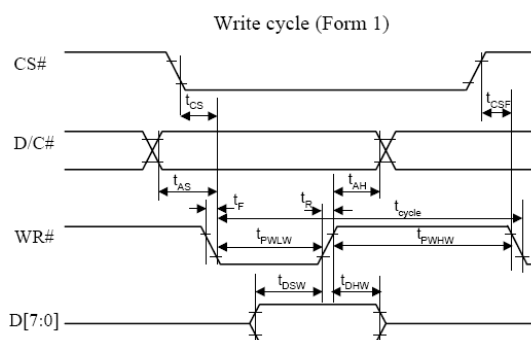 Write cycle (Form 1)
CS#
tCS
tCSF
D/C#
tAS
tAH
tF
tR
tcycle
WR#
tPWLW
tPWHW
tDSW
tDHW
D[7:0]